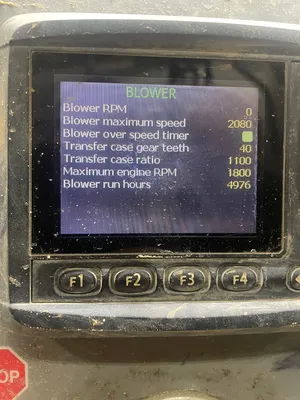 BLOWER
Blower RPM 0
Blower maximum speed 2080
Blower over speed timer
Transfer case gear teeth 40
Transfer case ratio 1100
Maximum engine RPM 1800
Blower run hours 4976
F1 F2 F3 F4
OP